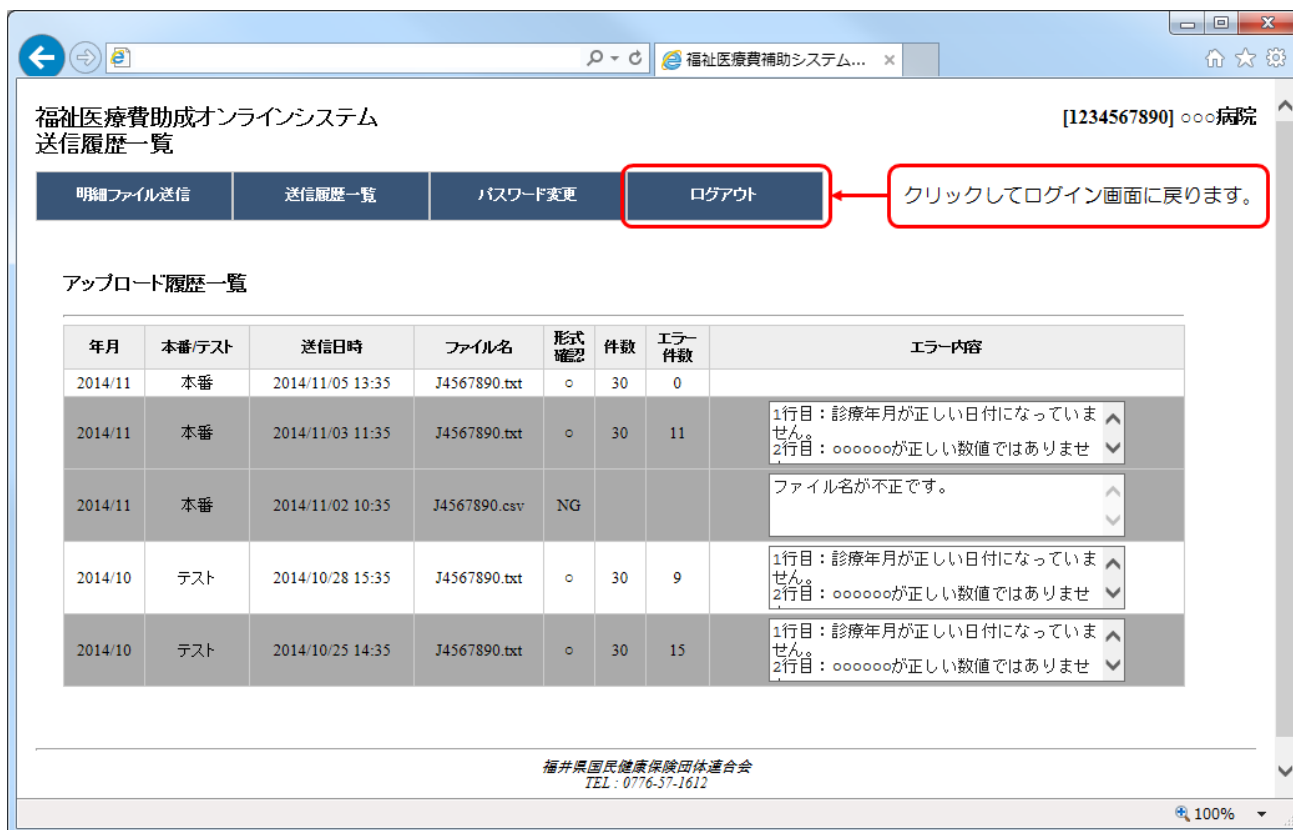 福祉医療費補助システム...
福祉医療費助成オンラインシステム
送信履歴一覧
[1234567890] ○○○病院
明細ファイル送信 送信履歴一覧 パスワード変更 ログアウト
クリックしてログイン画面に戻ります。
アップロード履歴一覧
年月 本番/テスト 送信日時 ファイル名 形式確認 件数 エラー件数 エラー内容
2014/11 本番 2014/11/05 13:35 J4567890.txt ○ 30 0
2014/11 本番 2014/11/03 11:35 J4567890.txt ○ 30 11
1行目：診療年月が正しい日付になっていま
せん。
2行目：○○○○○○が正しい数値ではありませ
2014/11 本番 2014/11/02 10:35 J4567890.csv NG
ファイル名が不正です。
2014/10 テスト 2014/10/28 15:35 J4567890.txt ○ 30 9
1行目：診療年月が正しい日付になっていま
せん。
2行目：○○○○○○が正しい数値ではありませ
2014/10 テスト 2014/10/25 14:35 J4567890.txt ○ 30 15
1行目：診療年月が正しい日付になっていま
せん。
2行目：○○○○○○が正しい数値ではありませ
福井県国民健康保険団体連合会
TEL : 0776-57-1612
100%